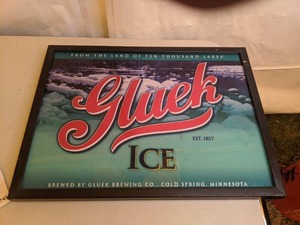 FROM THE LAND OF TEN THOUSAND LAKES
Gluek
EST. 1857
ICE
BREWED BY GLUEK BREWING CO., COLD SPRING, MINNESOTA